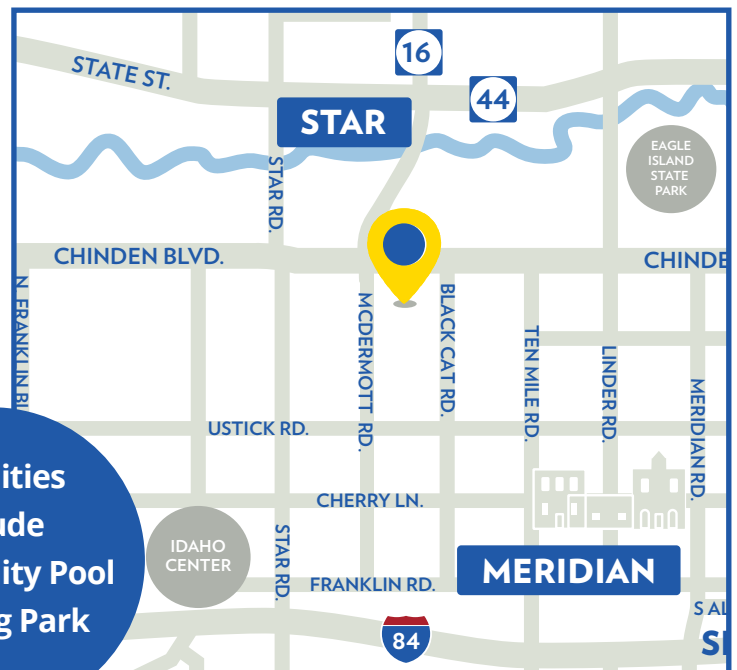 16
STATE ST.
44
STAR
EAGLE
ISLAND
STATE
PARK
STAR RD.
CHINDEN BLVD.
CHINDE
N FRANKLIN BL
MCDERMOTT RD.
BLACK CAT RD.
TEN MILE RD.
LINDER RD.
MERIDIAN RD.
USTICK RD.
ities
ude
ity Pool
g Park
CHERRY LN.
IDAHO
CENTER
STAR RD.
FRANKLIN RD.
MERIDIAN
84
S AL